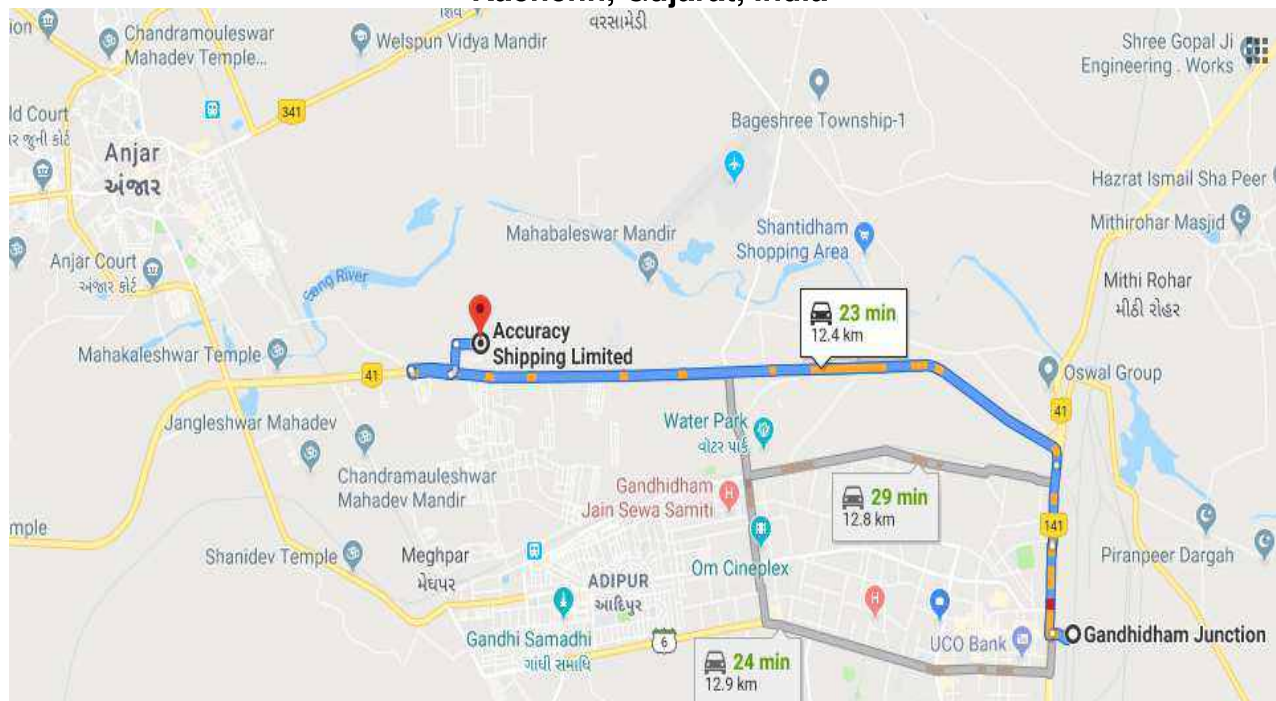 ion
Chandramouleswar
Mahadev Temple...
Welspun Vidya Mandir
વરસામેડી
Shree Gopal Ji
Engineering . Works
ld Court
341
Bageshree Township-1
Anjar
અંજાર
Hazrat Ismail Sha Peer
Mahabaleswar Mandir
Shantidham
Shopping Area
Mithirohar Masjid
Anjar Court
અંજાર કોર્ટ
Sang River
Mithi Rohar
મીઠી રોહર
23 min
12.4 km
Accuracy
Shipping Limited
Mahakaleshwar Temple
41
Oswal Group
41
Jangleshwar Mahadev
Water Park
વોટર પાર્ક
Chandramauleshwar
Mahadev Mandir
Gandhidham
Jain Sewa Samiti
29 min
12.8 km
mple
141
Shanidev Temple
Meghpar
મેઘપર
Om Cineplex
Piranpeer Dargah
ADIPUR
આદિપુર
Gandhi Samadhi
ગાંધી સમાધિ
6
UCO Bank
Gandhidham Junction
24 min
12.9 km